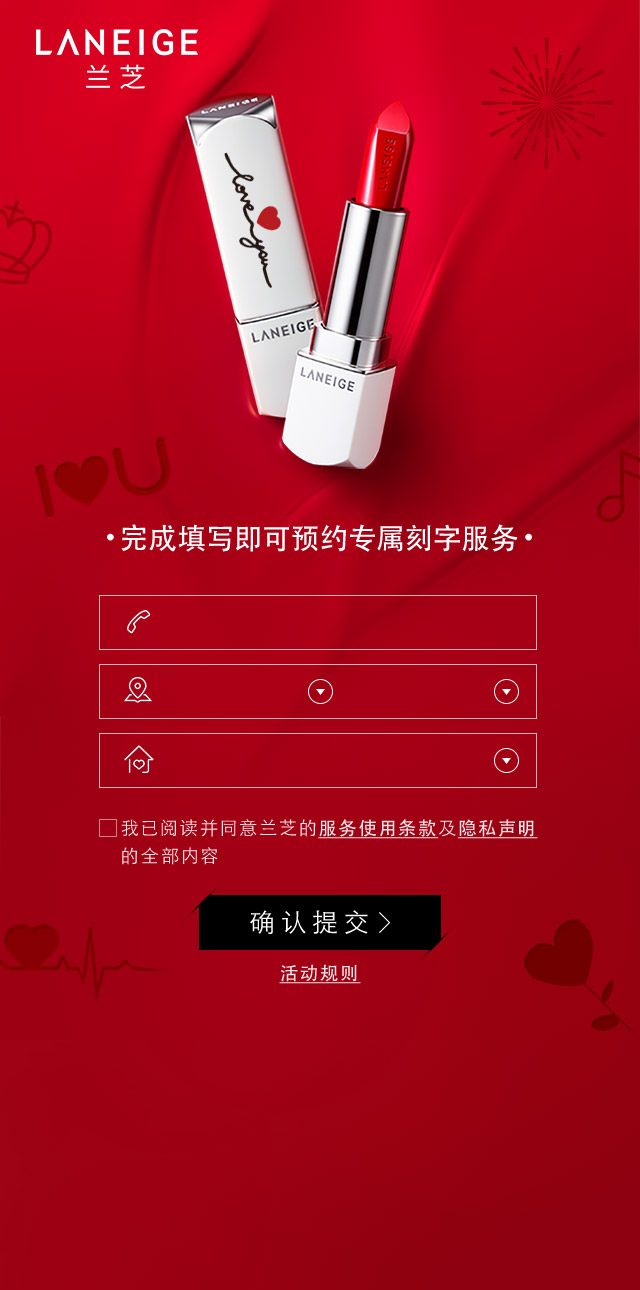 LANEIGE
兰芝
LANEIGE
LANEIGE
love you
LANEIGE
LANEIGE
I U
·完成填写即可预约专属刻字服务·
我已阅读并同意兰芝的服务使用条款及隐私声明
的全部内容
确认提交
活动规则